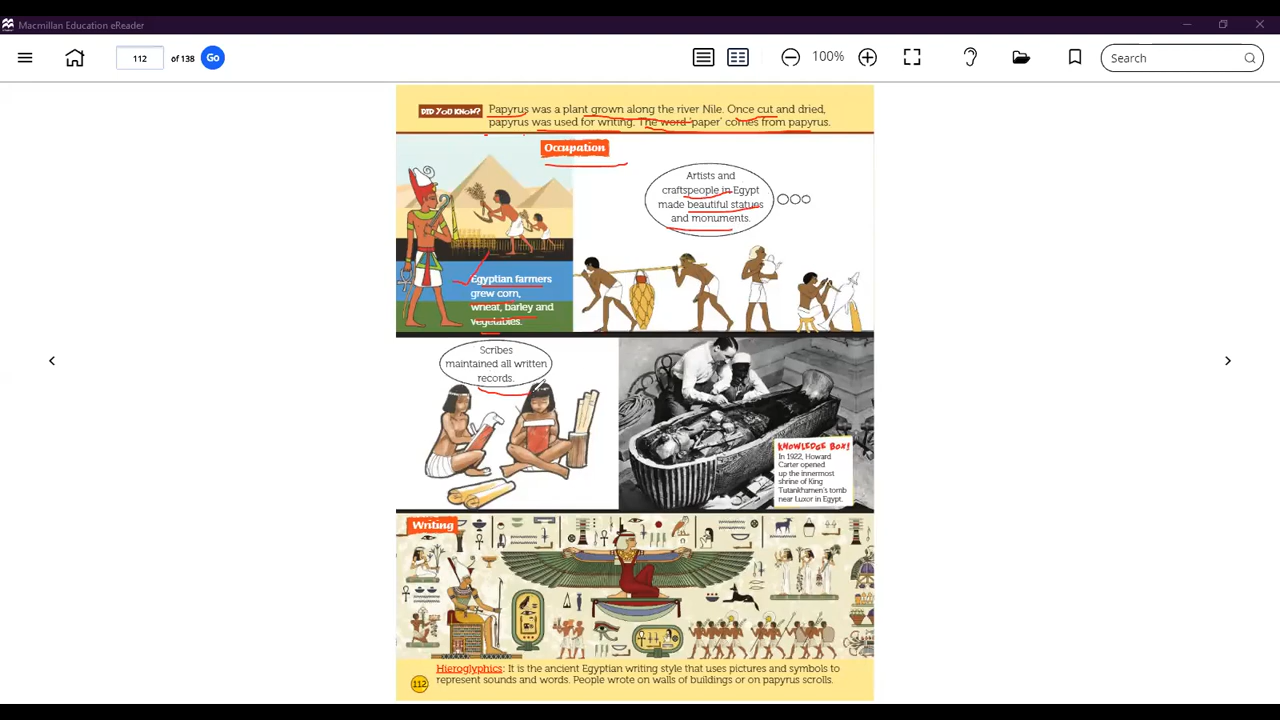 Macmillan Education eReader
112 of 138 Go
100%
Search
DID YOU KNOW? Papyrus was a plant grown along the river Nile. Once cut and dried,
papyrus was used for writing. The word 'paper' comes from papyrus.
Occupation
Artists and
craftspeople in Egypt
made beautiful statues
and monuments.
Egyptian farmers
grew corn,
wheat, barley and
vegetables.
Scribes
maintained all written
records.
KNOWLEDGE BOX!
In 1922, Howard
Carter opened
up the innermost
shrine of King
Tutankhamen's tomb
near Luxor in Egypt.
Writing
Hieroglyphics: It is the ancient Egyptian writing style that uses pictures and symbols to
represent sounds and words. People wrote on walls of buildings or on papyrus scrolls.
112